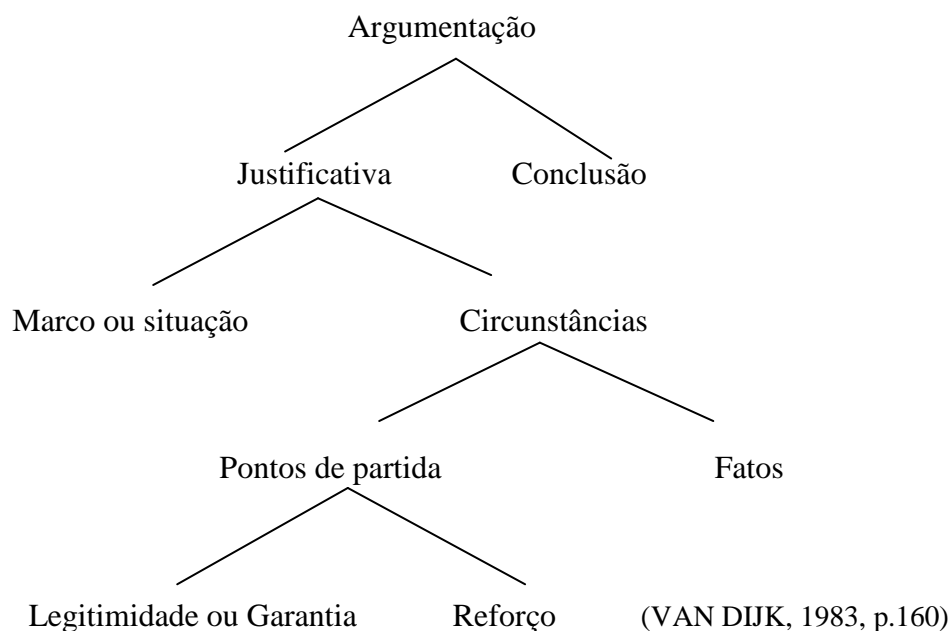 Argumentação
Justificativa Conclusão
Marco ou situação Circunstâncias
Pontos de partida Fatos
Legitimidade ou Garantia Reforço (VAN DIJK, 1983, p.160)